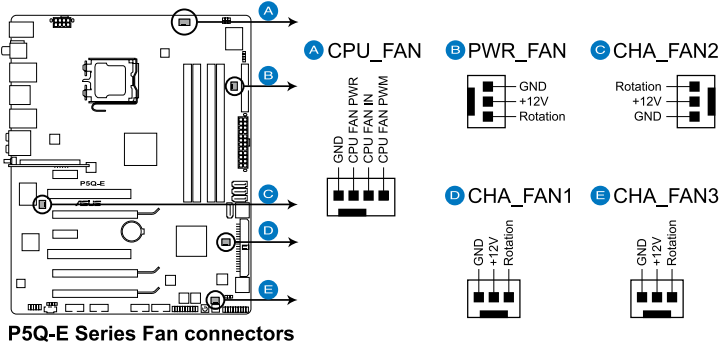 A
B
C
D
E
P5Q-E
ASUS
P5Q-E Series Fan connectors
A CPU_FAN
GND
CPU FAN PWR
CPU FAN IN
CPU FAN PWM
B PWR_FAN
GND
+12V
Rotation
C CHA_FAN2
Rotation
+12V
GND
D CHA_FAN1
GND
+12V
Rotation
E CHA_FAN3
GND
+12V
Rotation